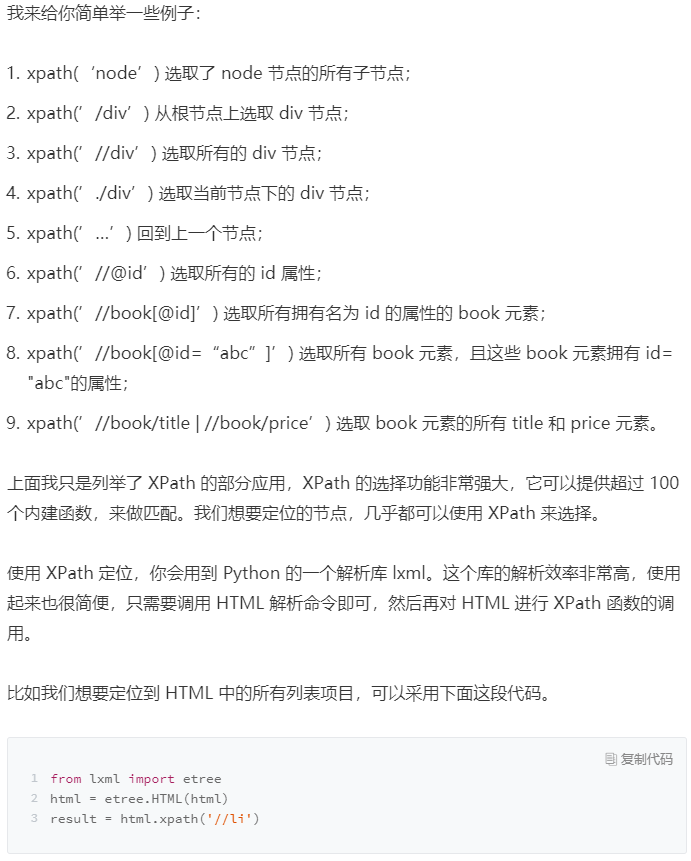 我来给你简单举一些例子：
1. xpath(‘node’) 选取了 node 节点的所有子节点；
2. xpath(’/div’) 从根节点上选取 div 节点；
3. xpath(’//div’) 选取所有的 div 节点；
4. xpath(’./div’) 选取当前节点下的 div 节点；
5. xpath(’…’) 回到上一个节点；
6. xpath(’//@id’) 选取所有的 id 属性；
7. xpath(’//book[@id]’) 选取所有拥有名为 id 的属性的 book 元素；
8. xpath(’//book[@id=“abc”]’) 选取所有 book 元素，且这些 book 元素拥有 id=
"abc"的属性；
9. xpath(’//book/title | //book/price’) 选取 book 元素的所有 title 和 price 元素。
上面我只是列举了 XPath 的部分应用，XPath 的选择功能非常强大，它可以提供超过 100
个内建函数，来做匹配。我们想要定位的节点，几乎都可以使用 XPath 来选择。
使用 XPath 定位，你会用到 Python 的一个解析库 lxml。这个库的解析效率非常高，使用
起来也很简便，只需要调用 HTML 解析命令即可，然后再对 HTML 进行 XPath 函数的调
用。
比如我们想要定位到 HTML 中的所有列表项目，可以采用下面这段代码。
复制代码
1 from lxml import etree
2 html = etree.HTML(html)
3 result = html.xpath('//li')